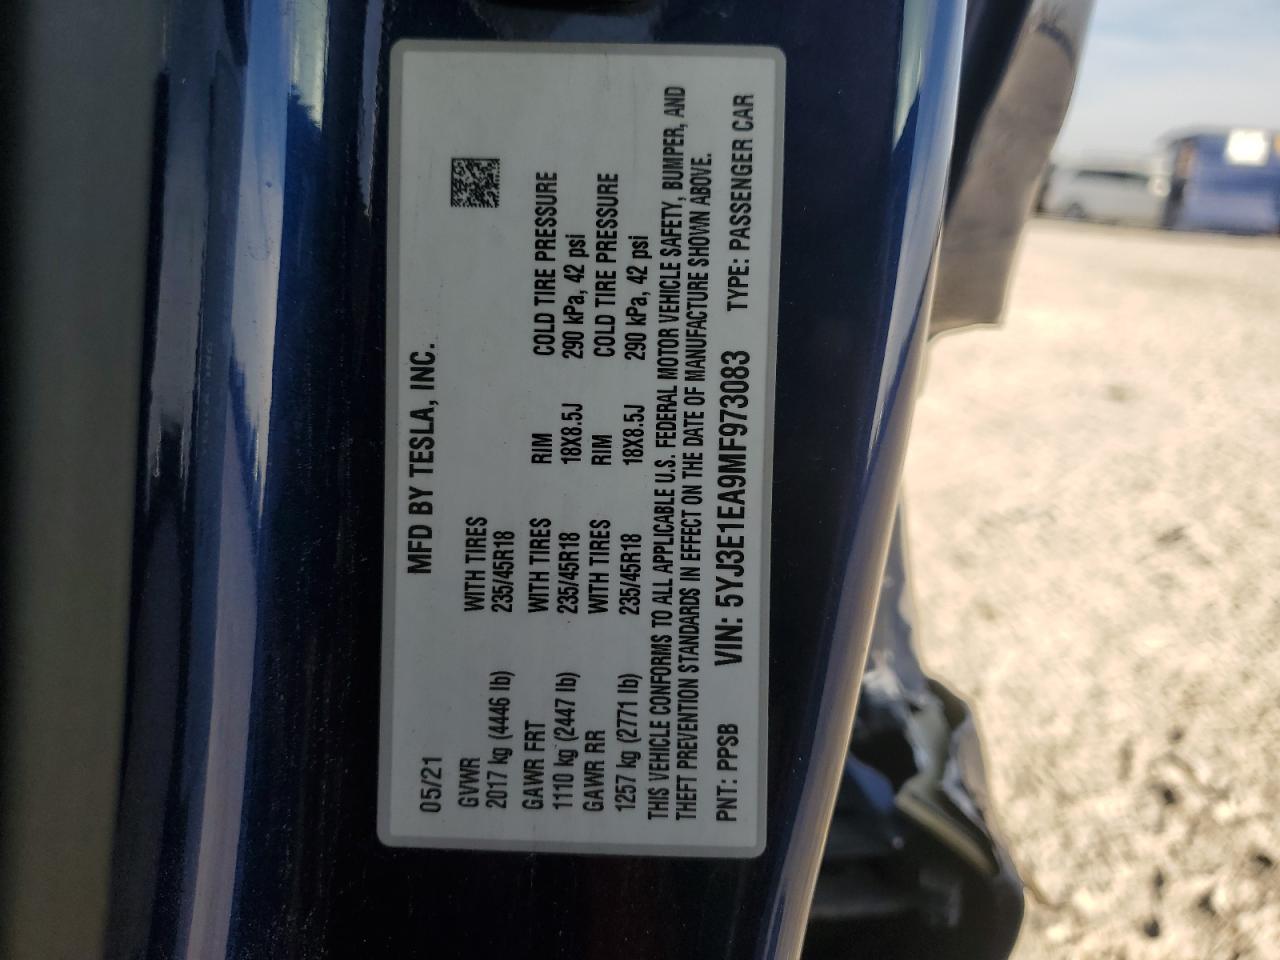 MFD BY TESLA, INC.
05/21
GVWR WITH TIRES
2017 kg (4446 lb) 235/45R18
GAWR FRT WITH TIRES RIM COLD TIRE PRESSURE
1110 kg (2447 lb) 235/45R18 18X8.5J 290 kPa, 42 psi
GAWR RR WITH TIRES RIM COLD TIRE PRESSURE
1257 kg (2771 lb) 235/45R18 18X8.5J 290 kPa, 42 psi
THIS VEHICLE CONFORMS TO ALL APPLICABLE U.S. FEDERAL MOTOR VEHICLE SAFETY, BUMPER, AND
THEFT PREVENTION STANDARDS IN EFFECT ON THE DATE OF MANUFACTURE SHOWN ABOVE.
PNT: PPSB VIN: 5YJ3E1EA9MF973083 TYPE: PASSENGER CAR